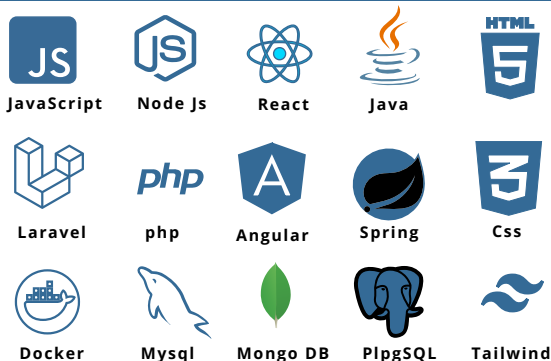 JS JS HTML
5
JavaScript Node Js React Java
php A 3
Laravel php Angular Spring Css
Docker Mysql Mongo DB PlpgSQL Tailwind